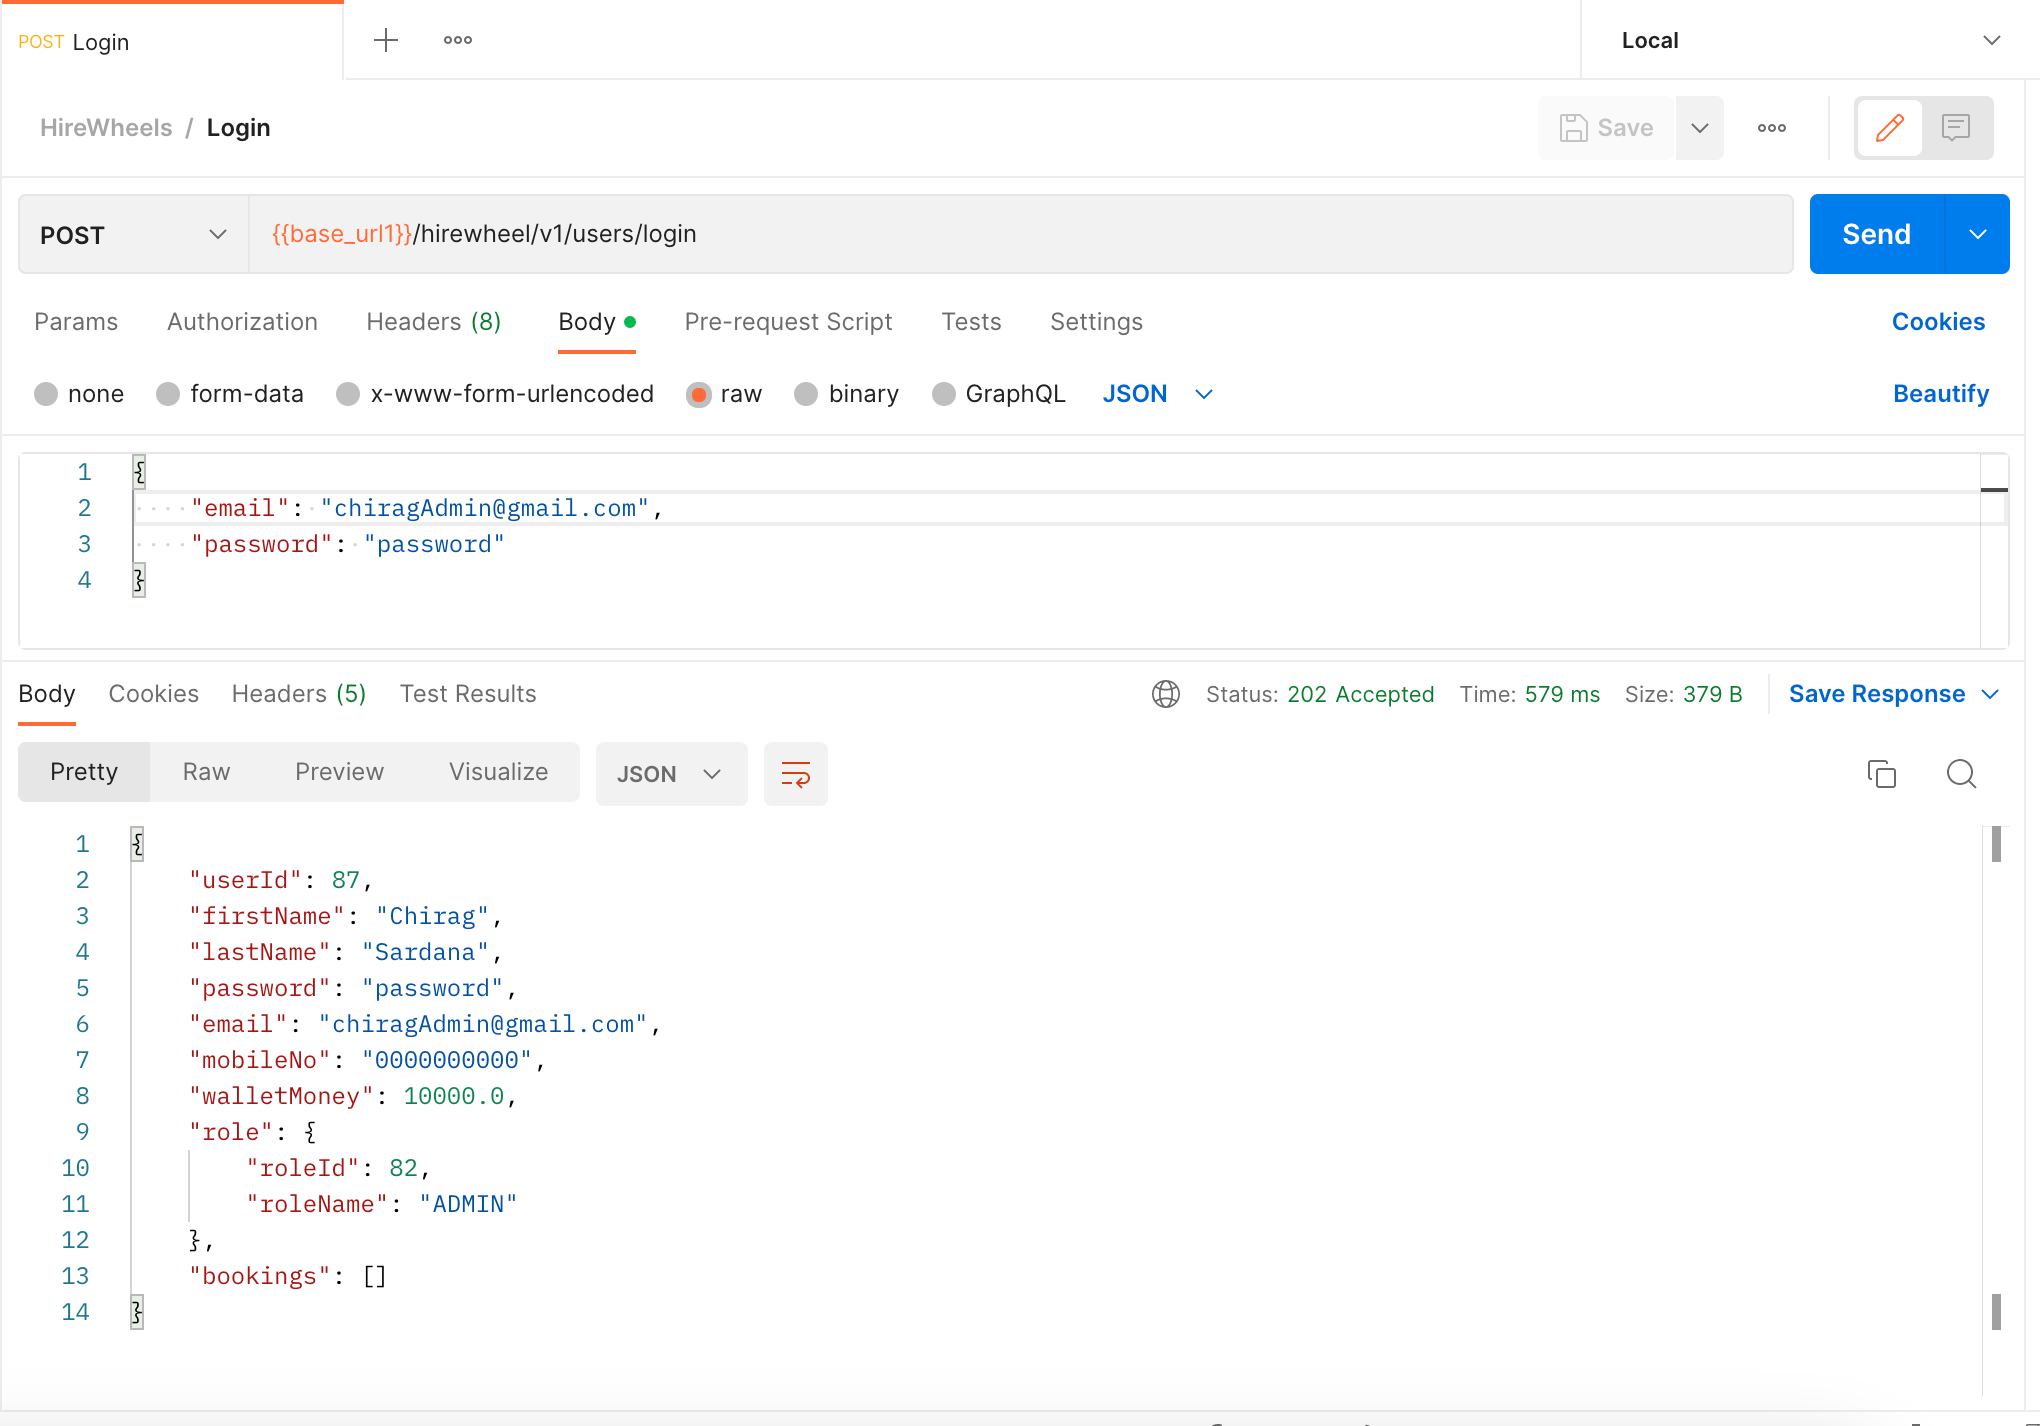 POST Login
Local
HireWheels / Login
Save
POST
{{base_url1}}/hirewheel/v1/users/login
Send
Params Authorization Headers (8) Body Pre-request Script Tests Settings Cookies
none form-data x-www-form-urlencoded raw binary GraphQL JSON Beautify
1 {
2 "email": "chiragAdmin@gmail.com",
3 "password": "password"
4 }
Body Cookies Headers (5) Test Results Status: 202 Accepted Time: 579 ms Size: 379 B Save Response
Pretty Raw Preview Visualize JSON
1 {
2 "userId": 87,
3 "firstName": "Chirag",
4 "lastName": "Sardana",
5 "password": "password",
6 "email": "chiragAdmin@gmail.com",
7 "mobileNo": "0000000000",
8 "walletMoney": 10000.0,
9 "role": {
10 "roleId": 82,
11 "roleName": "ADMIN"
12 },
13 "bookings": []
14 }